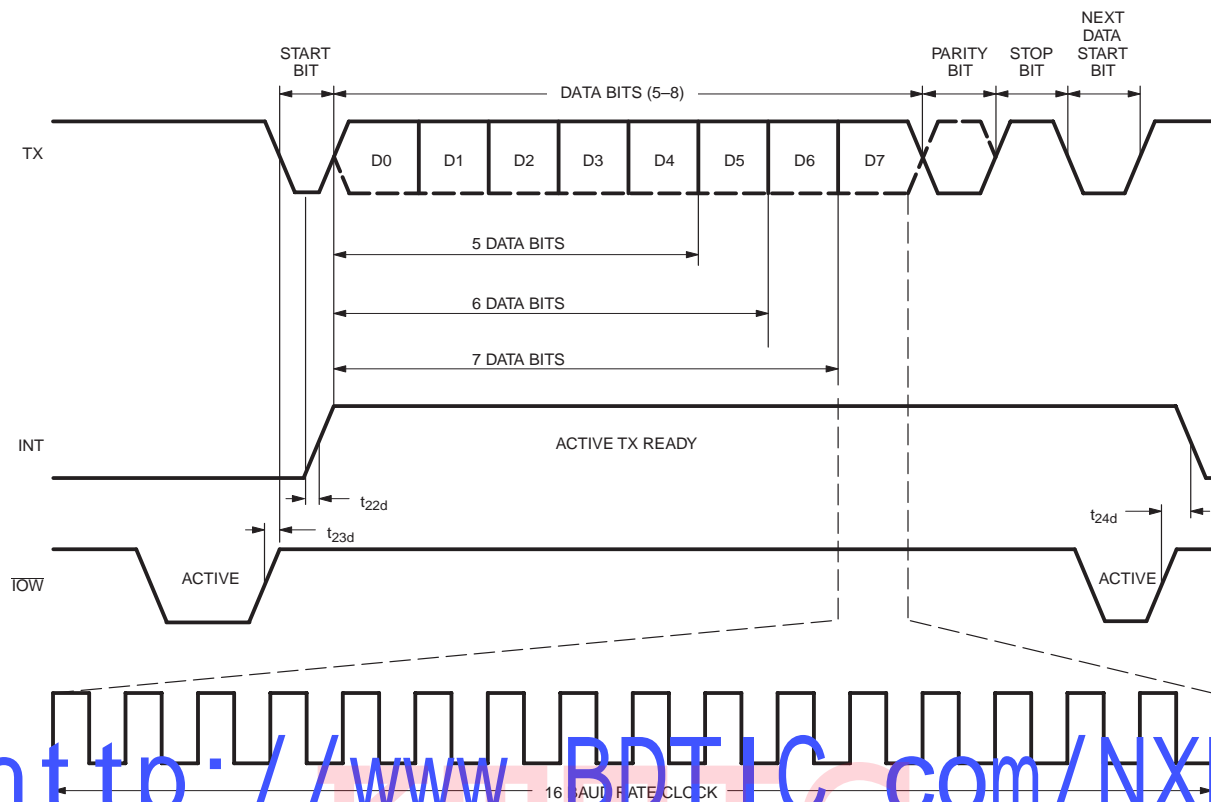 NEXT
DATA
START
BIT
START
BIT
PARITY
BIT
STOP
BIT
DATA BITS (5–8)
TX
D0 D1 D2 D3 D4 D5 D6 D7
5 DATA BITS
6 DATA BITS
7 DATA BITS
INT
ACTIVE TX READY
t22d
t24d
t23d
IOW
ACTIVE
ACTIVE
http://www.BDTIC.com/NX
16 BAUD RATE CLOCK